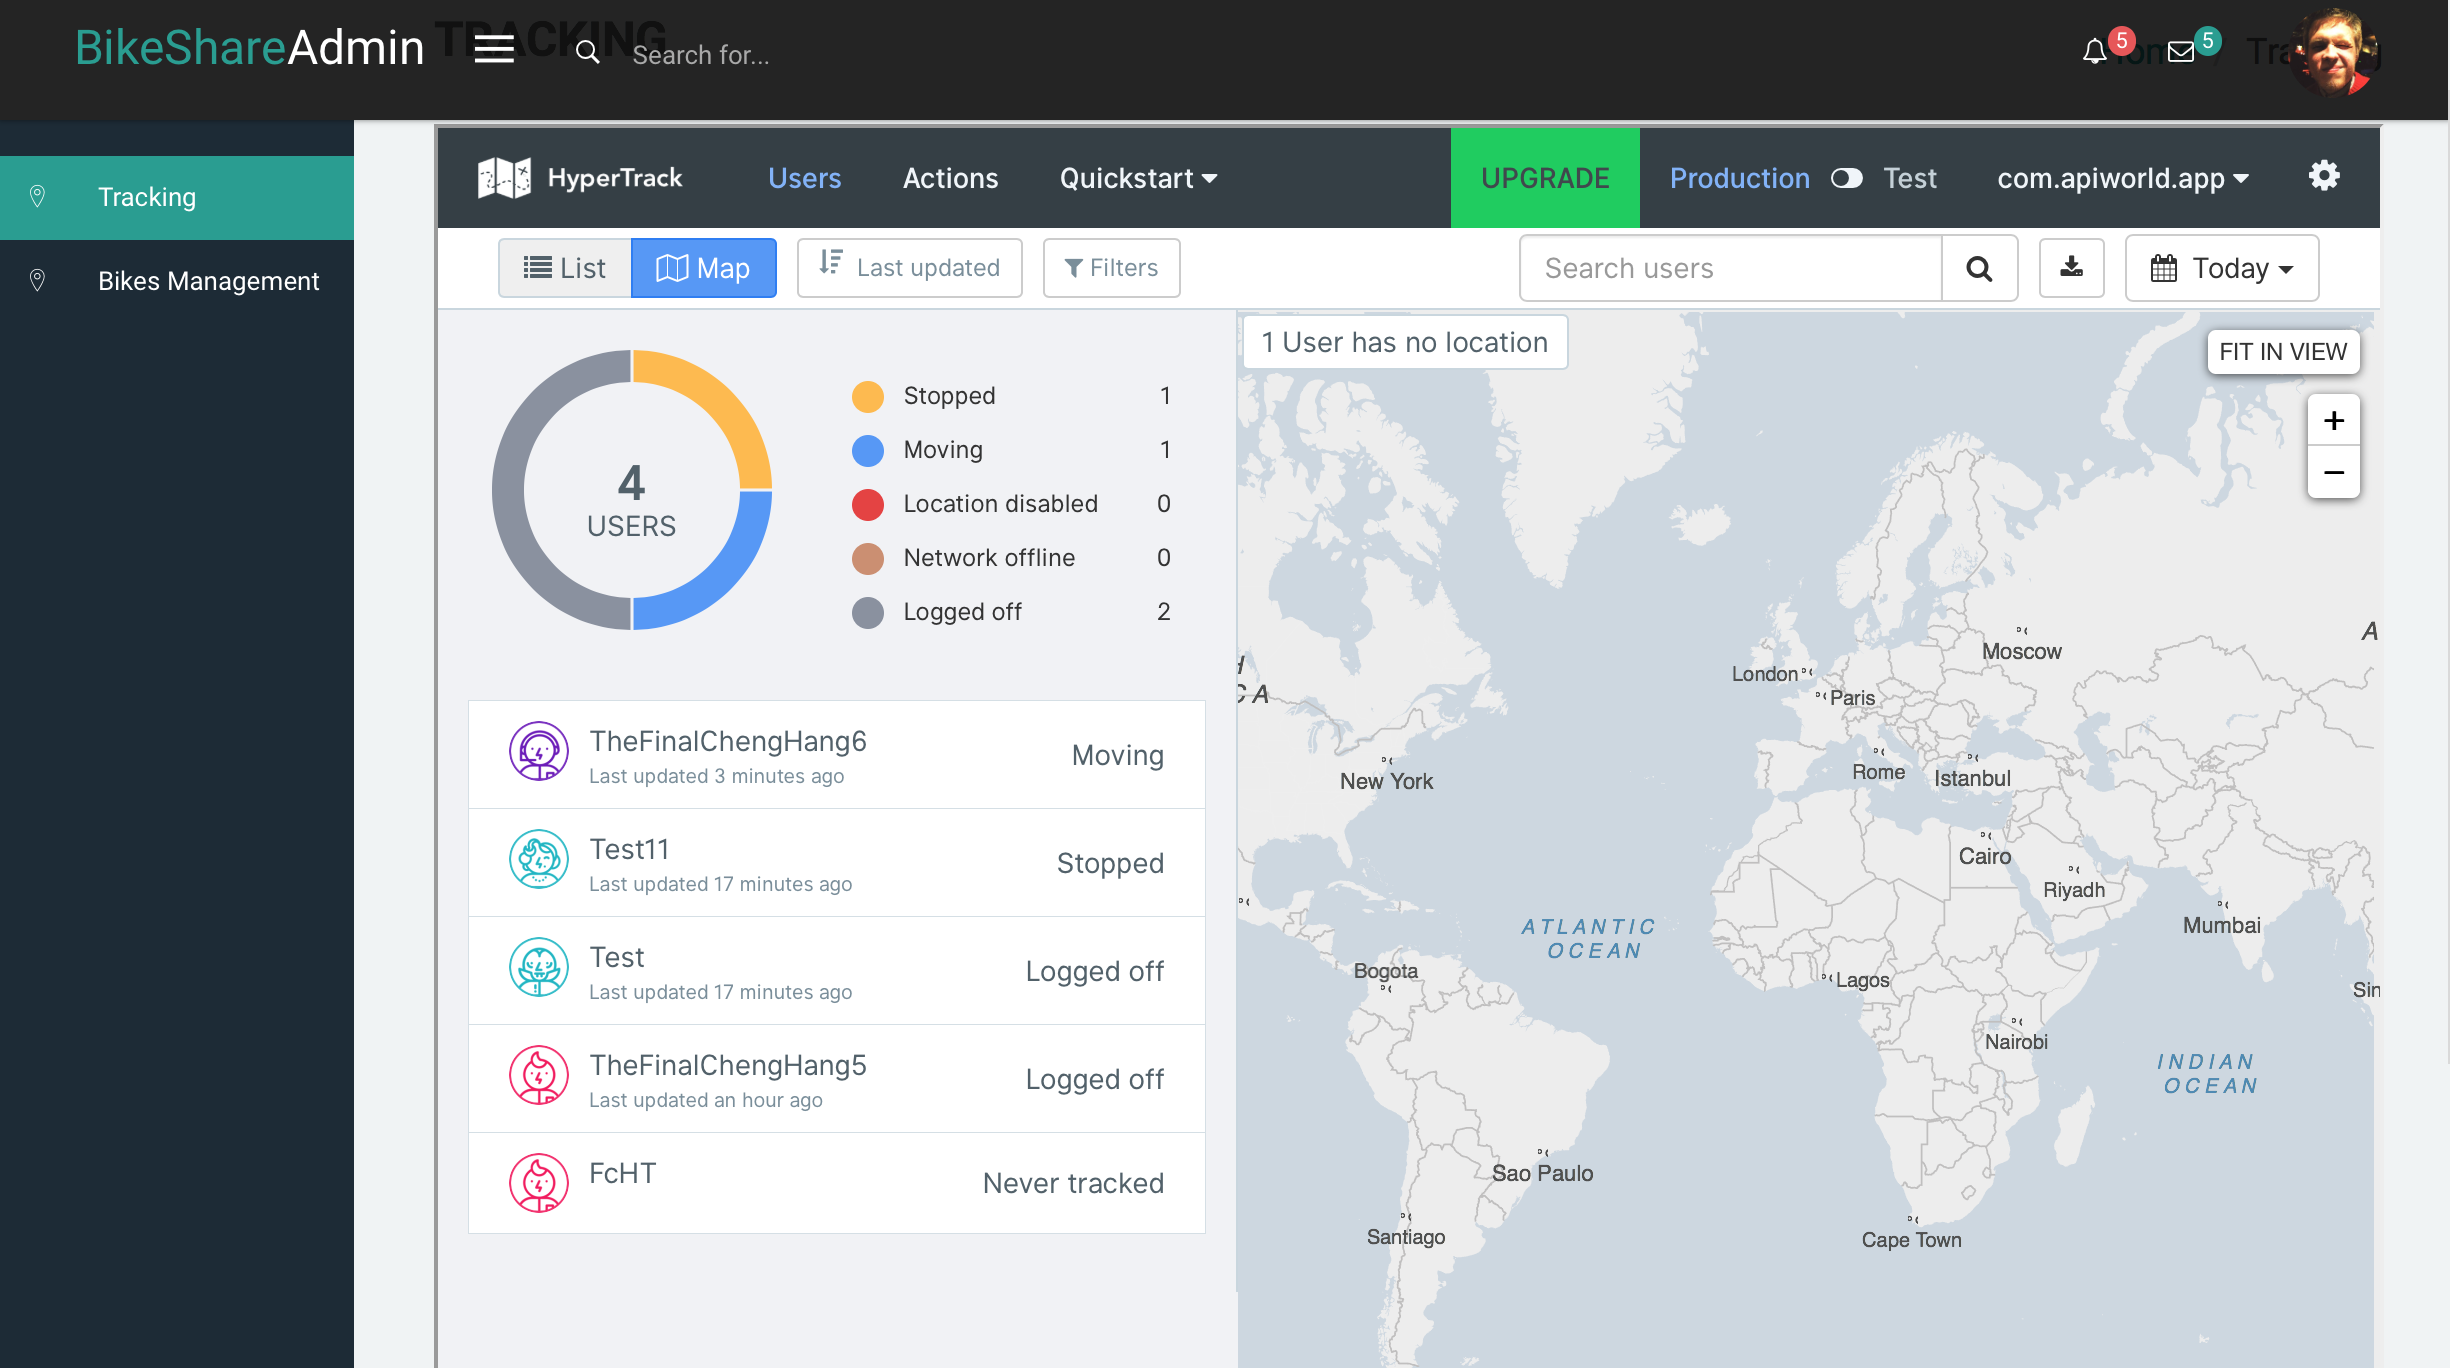 BikeShareAdmin
TRACKING
Search for...
5
5
Tracking
Bikes Management
HyperTrack
Users
Actions
Quickstart
UPGRADE
Production
Test
com.apiworld.app
List
Map
Last updated
Filters
Search users
Today
4
USERS
Stopped 1
Moving 1
Location disabled 0
Network offline 0
Logged off 2
TheFinalChengHang6
Last updated 3 minutes ago
Moving
Test11
Last updated 17 minutes ago
Stopped
Test
Last updated 17 minutes ago
Logged off
TheFinalChengHang5
Last updated an hour ago
Logged off
FcHT
Never tracked
1 User has no location
FIT IN VIEW
+
−
Moscow
London
Paris
Rome
Istanbul
New York
Cairo
Riyadh
Mumbai
ATLANTIC
OCEAN
Bogota
Lagos
Nairobi
INDIAN
OCEAN
Sao Paulo
Santiago
Cape Town